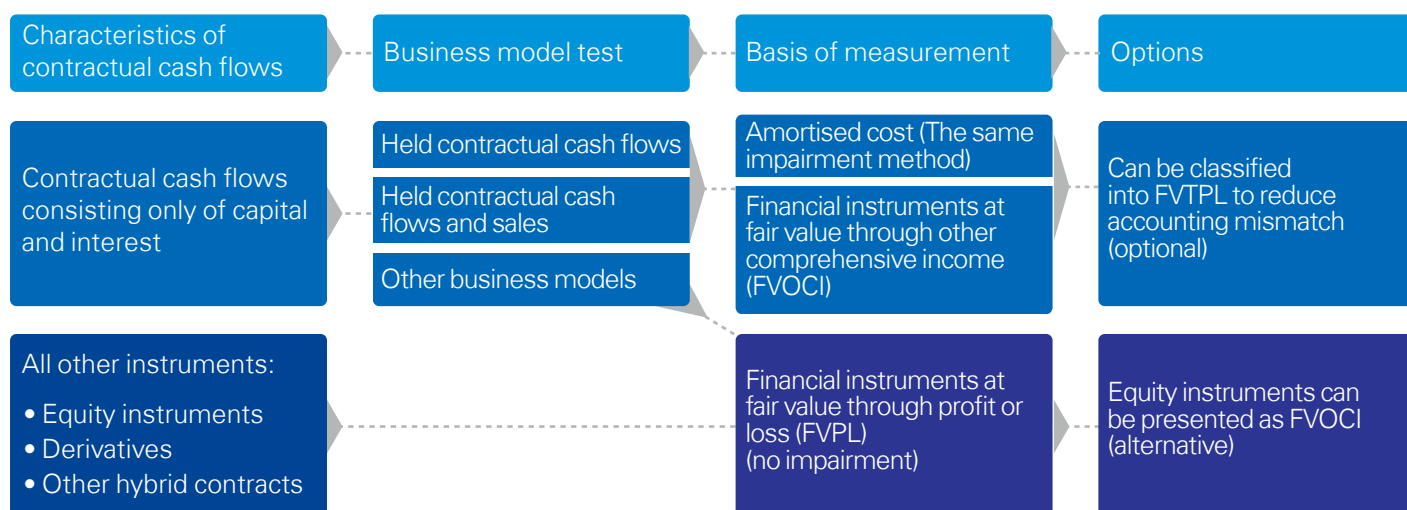 Characteristics of
contractual cash flows
Business model test
Basis of measurement
Options
Contractual cash flows
consisting only of capital
and interest
Held contractual cash flows
Held contractual cash
flows and sales
Other business models
Amortised cost (The same
impairment method)
Financial instruments at
fair value through other
comprehensive income
(FVOCI)
Can be classified
into FVTPL to reduce
accounting mismatch
(optional)
All other instruments:
• Equity instruments
• Derivatives
• Other hybrid contracts
Financial instruments at
fair value through profit or
loss (FVPL)
(no impairment)
Equity instruments can
be presented as FVOCI
(alternative)